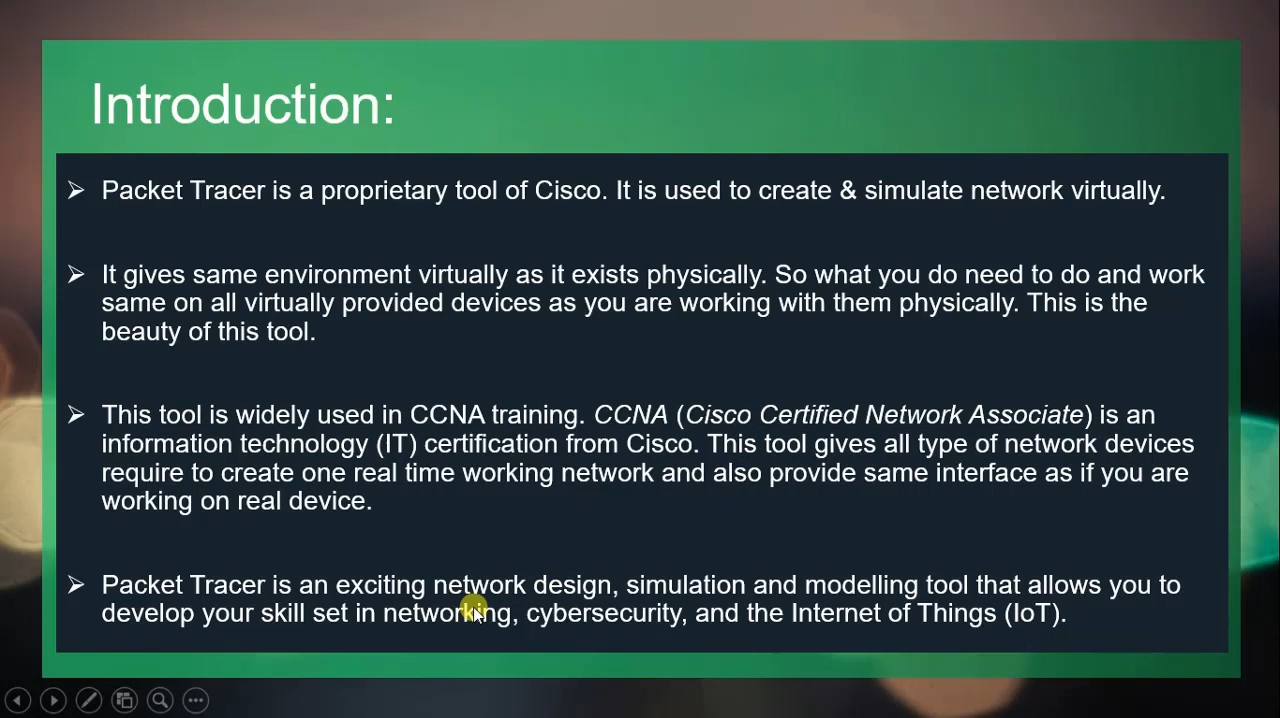 Introduction:
Packet Tracer is a proprietary tool of Cisco. It is used to create & simulate network virtually.
It gives same environment virtually as it exists physically. So what you do need to do and work
same on all virtually provided devices as you are working with them physically. This is the
beauty of this tool.
This tool is widely used in CCNA training. CCNA (Cisco Certified Network Associate) is an
information technology (IT) certification from Cisco. This tool gives all type of network devices
require to create one real time working network and also provide same interface as if you are
working on real device.
Packet Tracer is an exciting network design, simulation and modelling tool that allows you to
develop your skill set in networking, cybersecurity, and the Internet of Things (IoT).